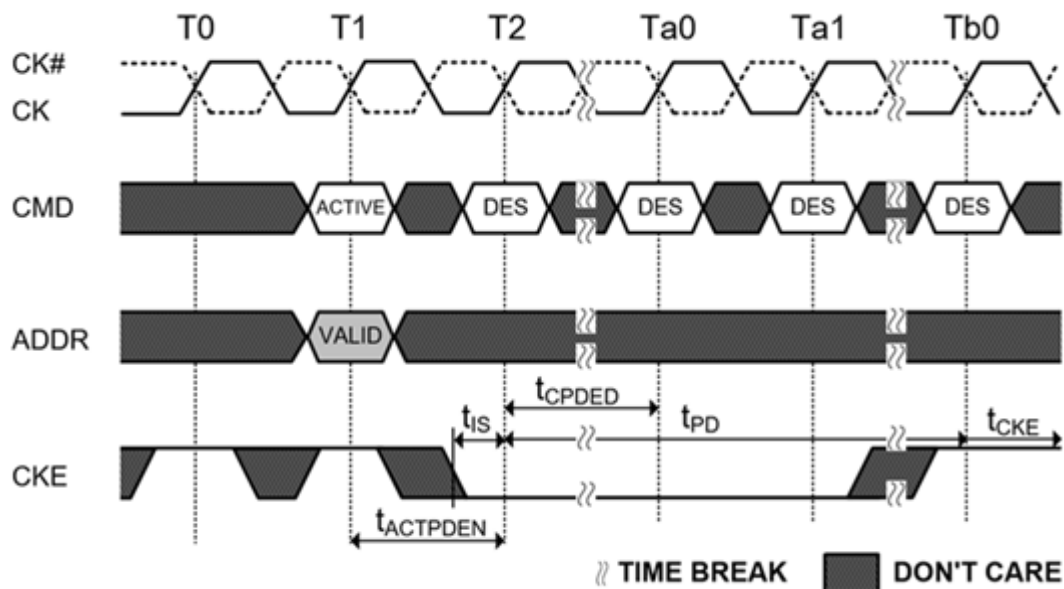 T0 T1 T2 Ta0 Ta1 Tb0
CK#
CK
CMD ACTIVE DES DES DES DES
ADDR VALID
tCPDED
tIS tPD tCKE
CKE
tACTPDEN
TIME BREAK DON'T CARE